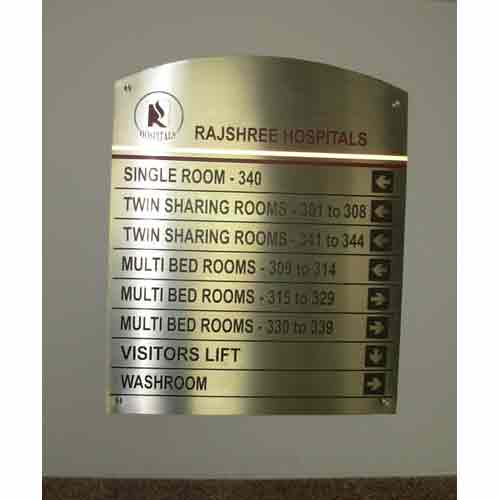 HOSPITALS
RAJSHREE HOSPITALS
SINGLE ROOM - 340
TWIN SHARING ROOMS - 301 to 308
TWIN SHARING ROOMS - 341 to 344
MULTI BED ROOMS - 309 to 314
MULTI BED ROOMS - 315 to 329
MULTI BED ROOMS - 330 to 339
VISITORS LIFT
WASHROOM